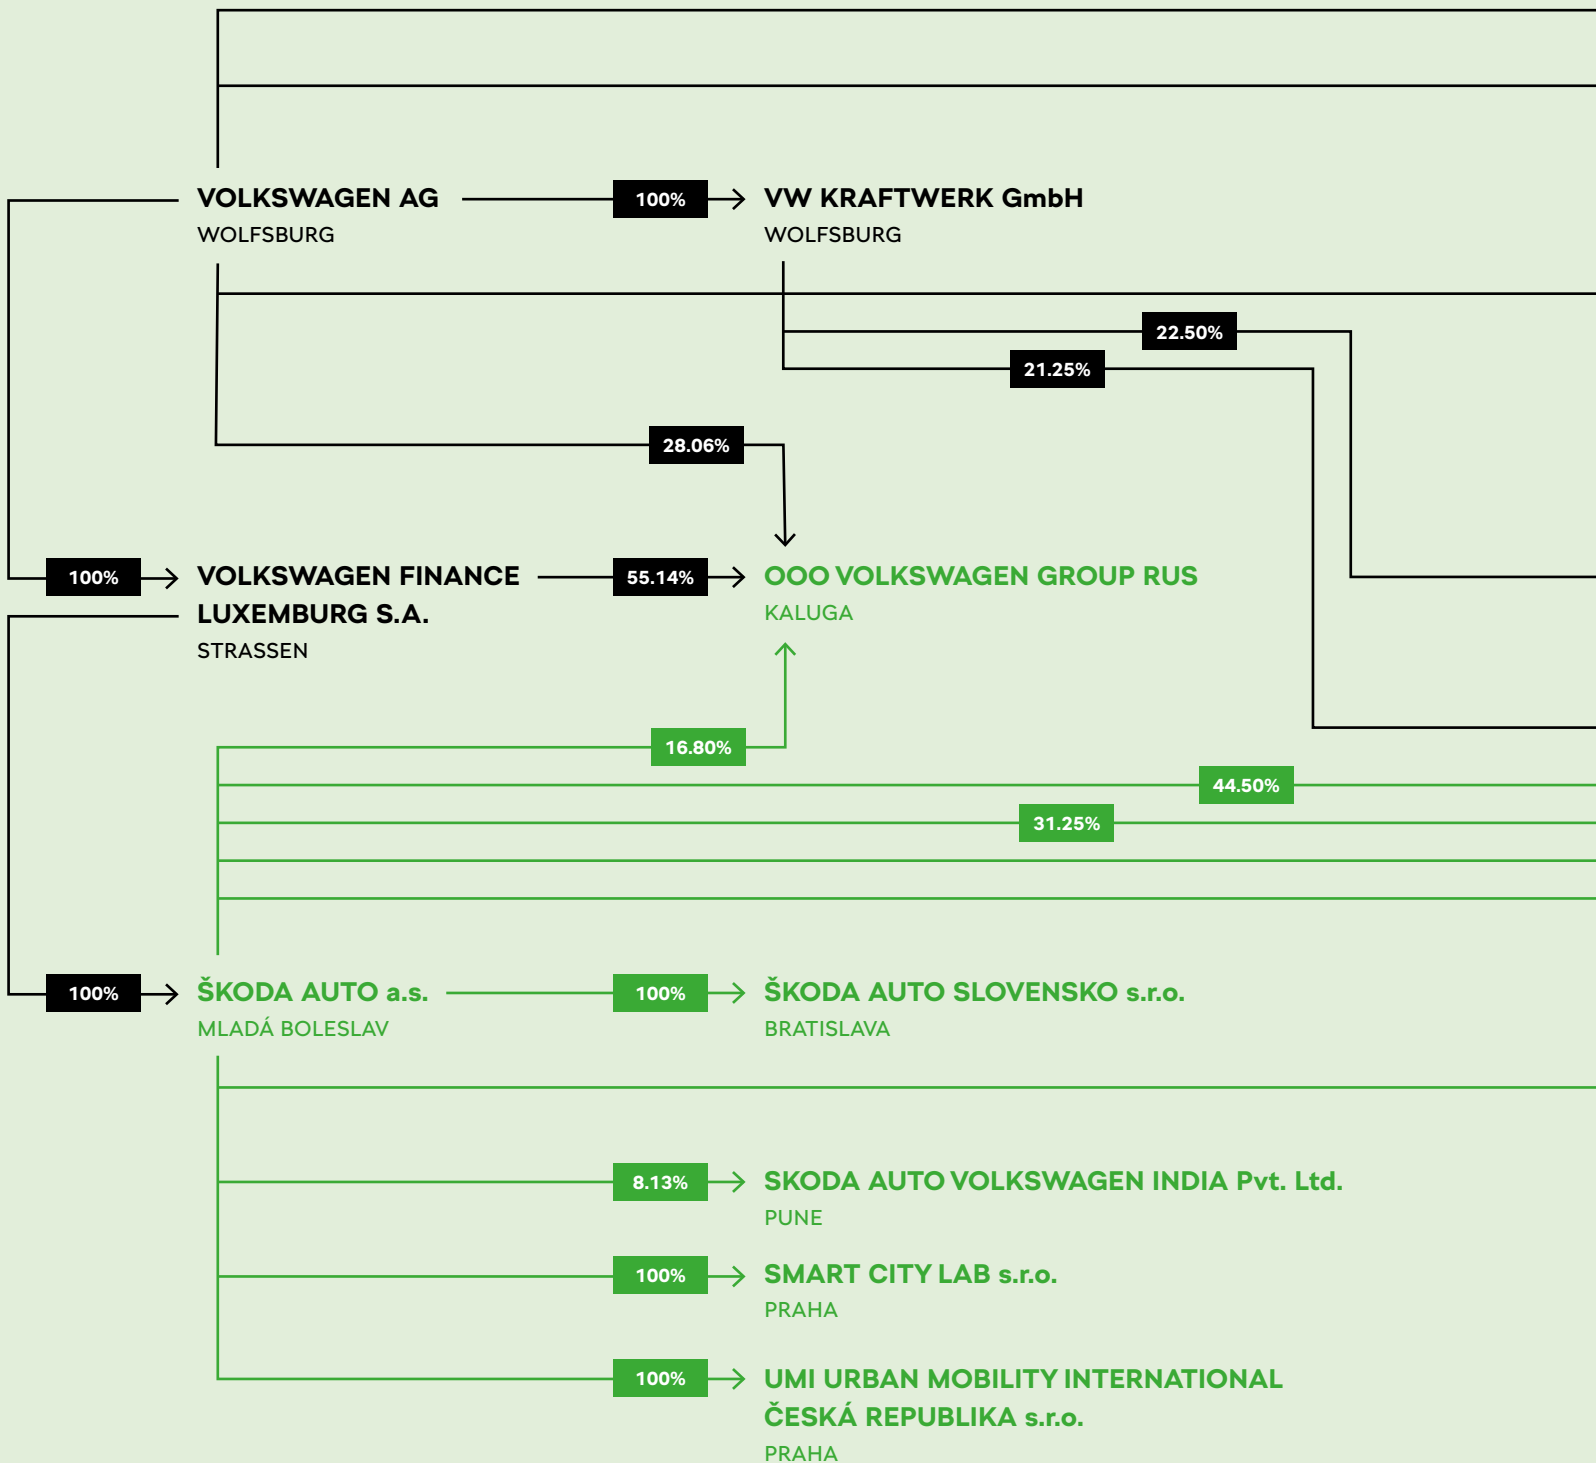 VOLKSWAGEN AG
WOLFSBURG
100%
VW KRAFTWERK GmbH
WOLFSBURG
22.50%
21.25%
28.06%
100%
VOLKSWAGEN FINANCE
LUXEMBURG S.A.
STRASSEN
55.14%
OOO VOLKSWAGEN GROUP RUS
KALUGA
16.80%
44.50%
31.25%
100%
ŠKODA AUTO a.s.
MLADÁ BOLESLAV
100%
ŠKODA AUTO SLOVENSKO s.r.o.
BRATISLAVA
8.13%
SKODA AUTO VOLKSWAGEN INDIA Pvt. Ltd.
PUNE
100%
SMART CITY LAB s.r.o.
PRAHA
100%
UMI URBAN MOBILITY INTERNATIONAL
ČESKÁ REPUBLIKA s.r.o.
PRAHA